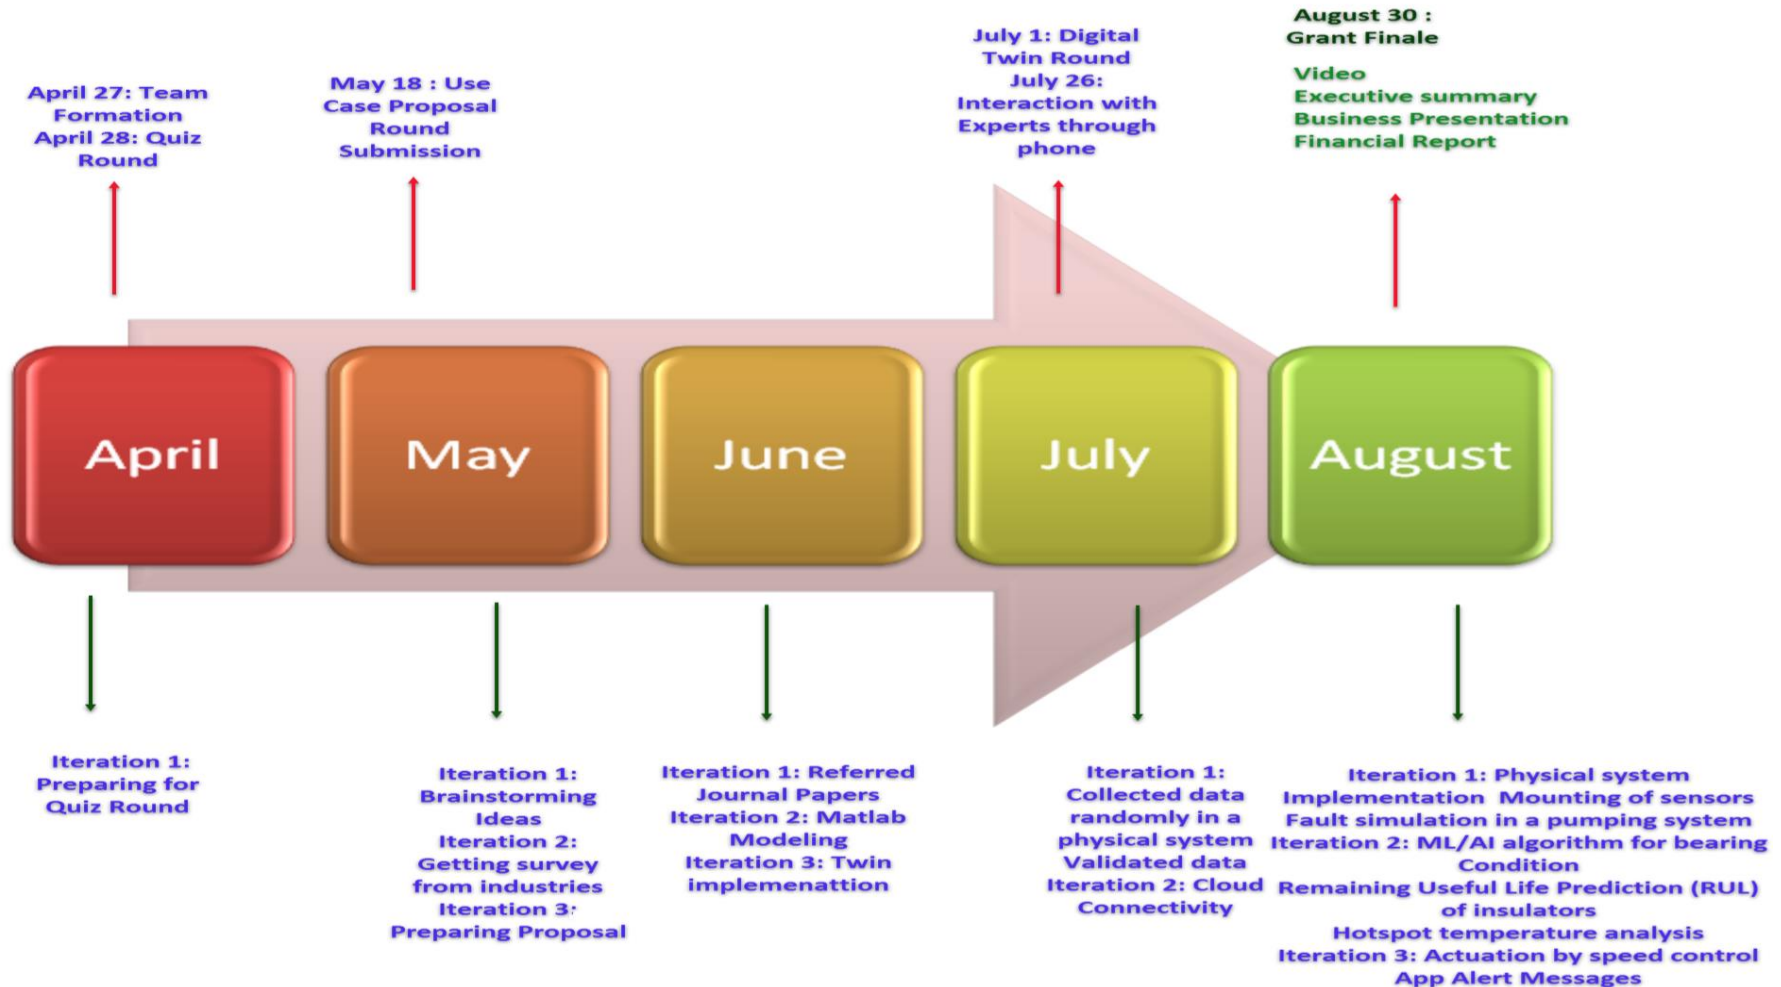 April 27: Team
Formation
April 28: Quiz
Round
May 18 : Use
Case Proposal
Round
Submission
July 1: Digital
Twin Round
July 26:
Interaction with
Experts through
phone
August 30 :
Grant Finale
Video
Executive summary
Business Presentation
Financial Report
April
May
June
July
August
Iteration 1:
Preparing for
Quiz Round
Iteration 1:
Brainstorming
Ideas
Iteration 2:
Getting survey
from industries
Iteration 3:
Preparing Proposal
Iteration 1: Referred
Journal Papers
Iteration 2: Matlab
Modeling
Iteration 3: Twin
implemenattion
Iteration 1:
Collected data
randomly in a
physical system
Validated data
Iteration 2: Cloud
Connectivity
Iteration 1: Physical system
Implementation  Mounting of sensors
Fault simulation in a pumping system
Iteration 2: ML/AI algorithm for bearing
Condition
Remaining Useful Life Prediction (RUL)
of insulators
Hotspot temperature analysis
Iteration 3: Actuation by speed control
App Alert Messages